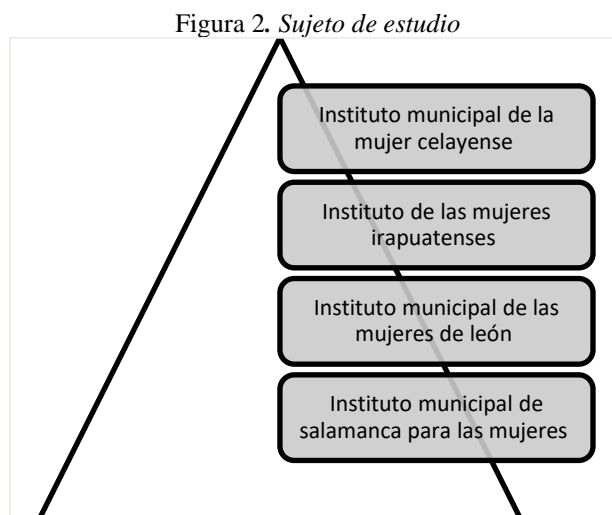 Figura 2. Sujeto de estudio
Instituto municipal de la
mujer celayense
Instituto de las mujeres
irapuatenses
Instituto municipal de las
mujeres de león
Instituto municipal de
salamanca para las mujeres